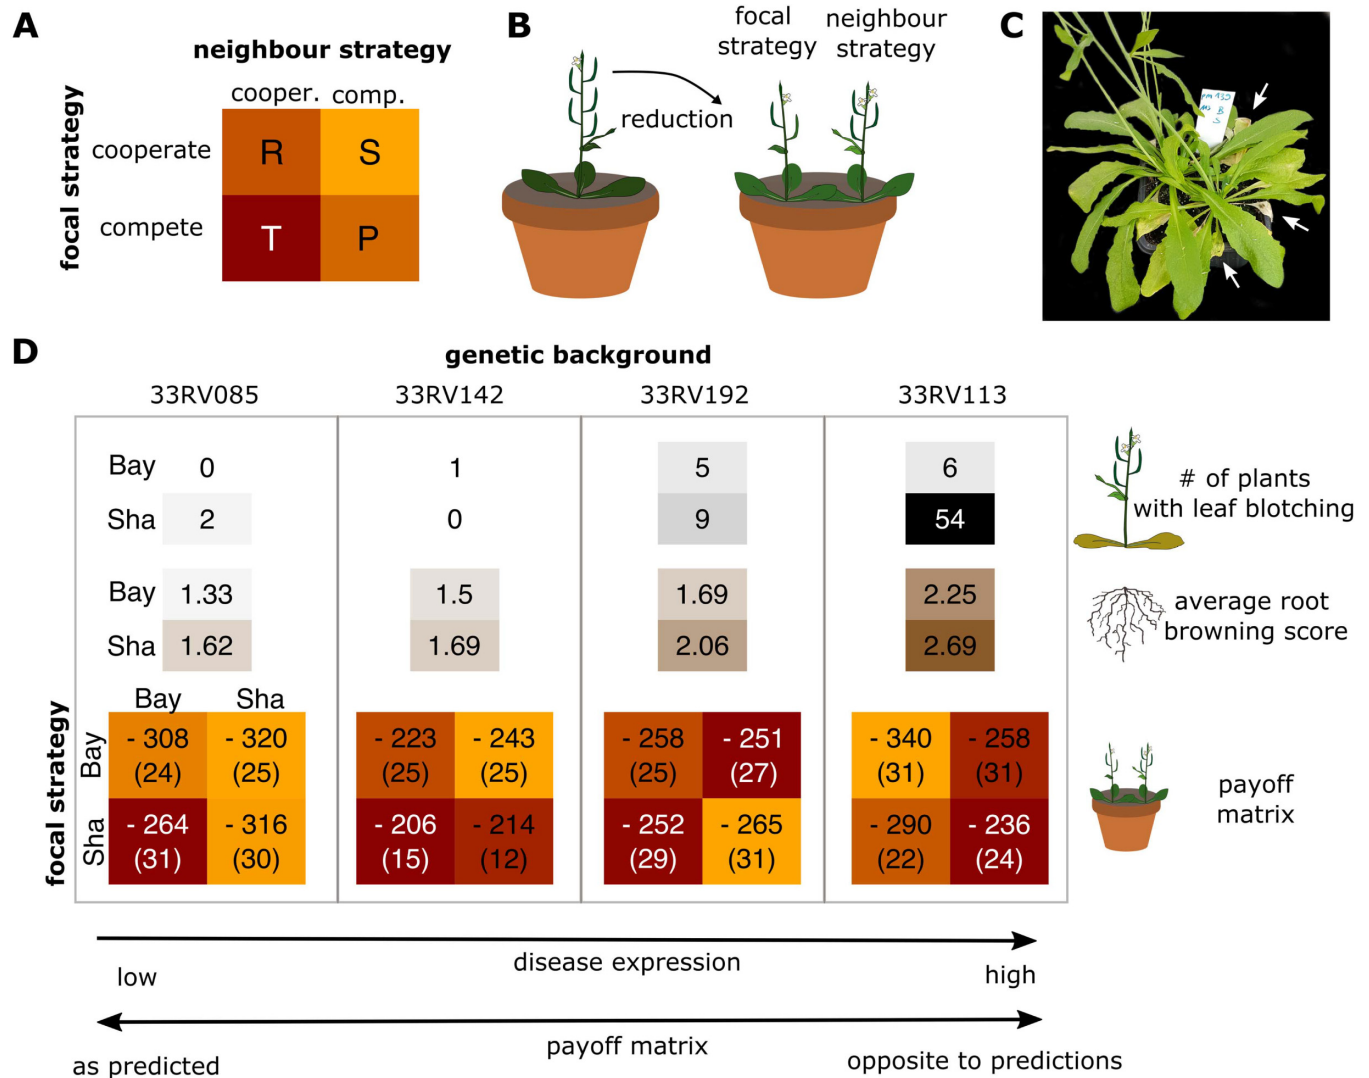 A
neighbour strategy
cooper. comp.
focal strategy
cooperate
R S
compete
T P
B
reduction
focal
strategy
neighbour
strategy
C
D
genetic background
33RV085 33RV142 33RV192 33RV113
Bay 0 1 5 6
Sha 2 0 9 54
# of plants
with leaf blotching
Bay 1.33 1.5 1.69 2.25
Sha 1.62 1.69 2.06 2.69
average root
browning score
Bay Sha
focal strategy
Bay
- 308 - 320 - 223 - 243 - 258 - 251 - 340 - 258
(24) (25) (25) (25) (25) (27) (31) (31)
Sha
- 264 - 316 - 206 - 214 - 252 - 265 - 290 - 236
(31) (30) (15) (12) (29) (31) (22) (24)
payoff
matrix
disease expression
low high
payoff matrix
as predicted opposite to predictions